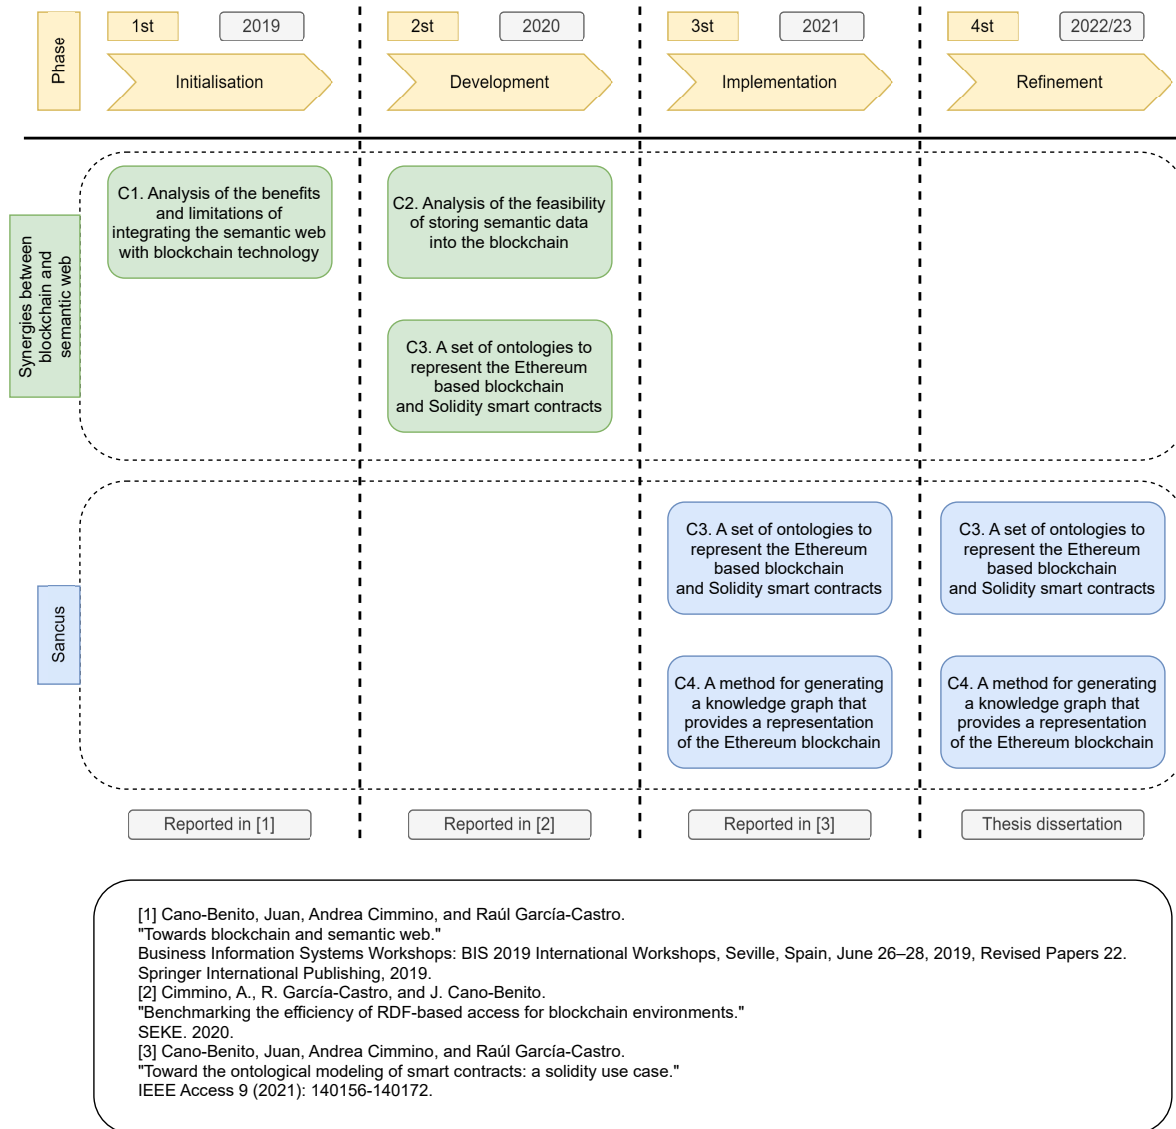 Phase
1st
2019
2st
2020
3st
2021
4st
2022/23
Initialisation
Development
Implementation
Refinement
Synergies between
blockchain and
semantic web
C1. Analysis of the benefits
and limitations of
integrating the semantic web
with blockchain technology
C2. Analysis of the feasibility
of storing semantic data
into the blockchain
C3. A set of ontologies to
represent the Ethereum
based blockchain
and Solidity smart contracts
Sancus
C3. A set of ontologies to
represent the Ethereum
based blockchain
and Solidity smart contracts
C4. A method for generating
a knowledge graph that
provides a representation
of the Ethereum blockchain
C3. A set of ontologies to
represent the Ethereum
based blockchain
and Solidity smart contracts
C4. A method for generating
a knowledge graph that
provides a representation
of the Ethereum blockchain
Reported in [1]
Reported in [2]
Reported in [3]
Thesis dissertation
[1] Cano-Benito, Juan, Andrea Cimmino, and Raúl García-Castro.
"Towards blockchain and semantic web."
Business Information Systems Workshops: BIS 2019 International Workshops, Seville, Spain, June 26–28, 2019, Revised Papers 22.
Springer International Publishing, 2019.
[2] Cimmino, A., R. García-Castro, and J. Cano-Benito.
"Benchmarking the efficiency of RDF-based access for blockchain environments."
SEKE. 2020.
[3] Cano-Benito, Juan, Andrea Cimmino, and Raúl García-Castro.
"Toward the ontological modeling of smart contracts: a solidity use case."
IEEE Access 9 (2021): 140156-140172.